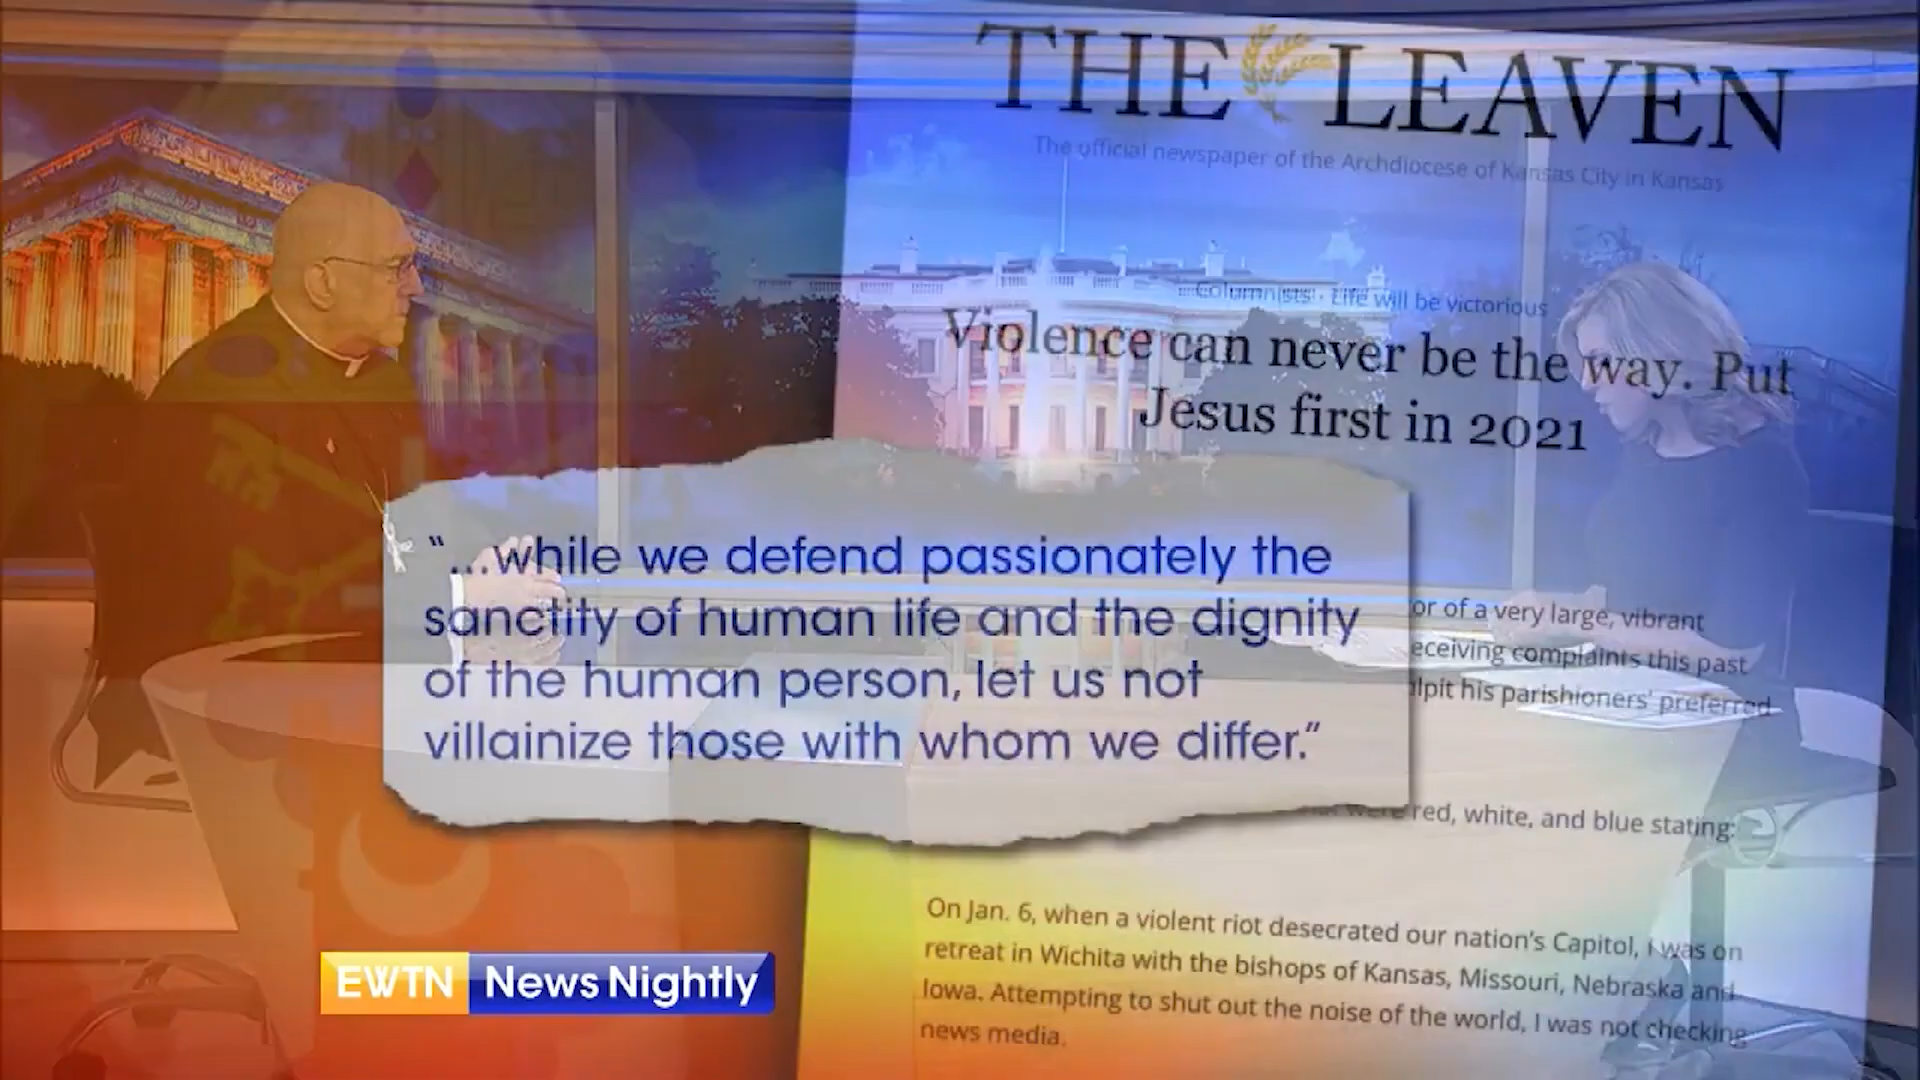 THE LEAVEN
The official newspaper of the Archdiocese of Kansas City in Kansas
Columnists · Life will be victorious
Violence can never be the way. Put
Jesus first in 2021
“...while we defend passionately the
sanctity of human life and the dignity
of the human person, let us not
villainize those with whom we differ.”
or of a very large, vibrant
eceiving complaints this past
lpit his parishioners' preferred
were red, white, and blue stating:
On Jan. 6, when a violent riot desecrated our nation's Capitol, I was on
retreat in Wichita with the bishops of Kansas, Missouri, Nebraska and
Iowa. Attempting to shut out the noise of the world, I was not checking
news media.
EWTN News Nightly